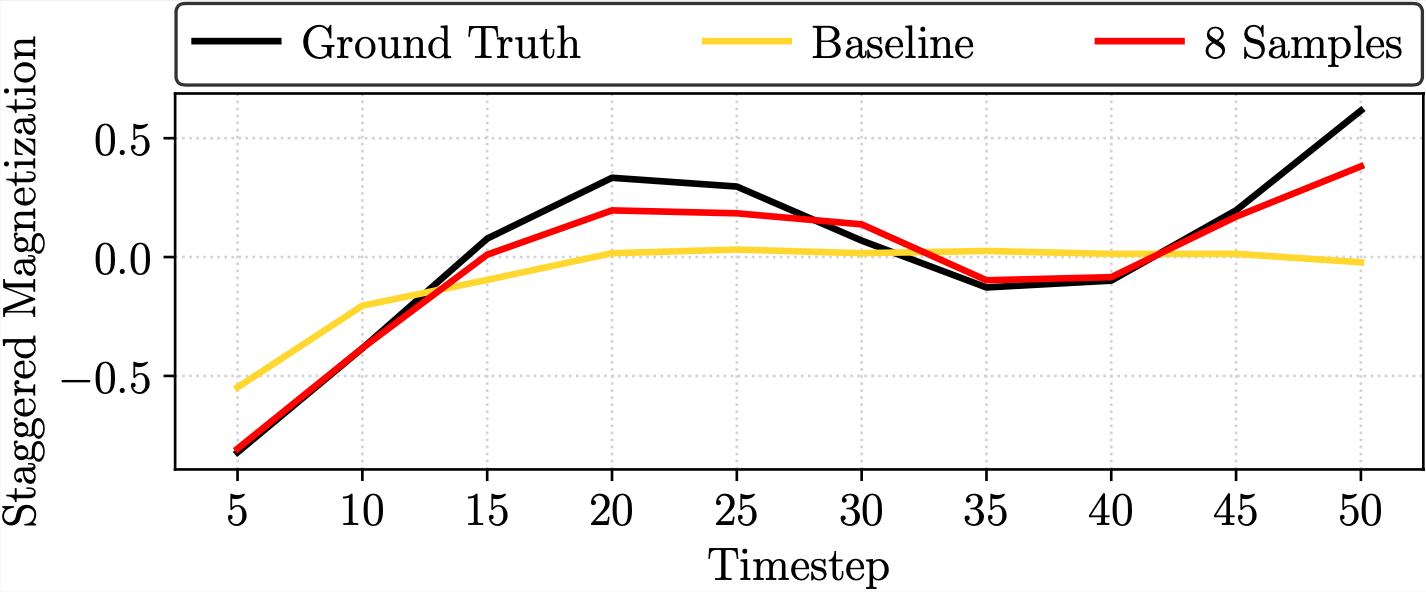 Ground Truth
Baseline
8 Samples
Staggered Magnetization
0.5
0.0
−0.5
5 10 15 20 25 30 35 40 45 50
Timestep